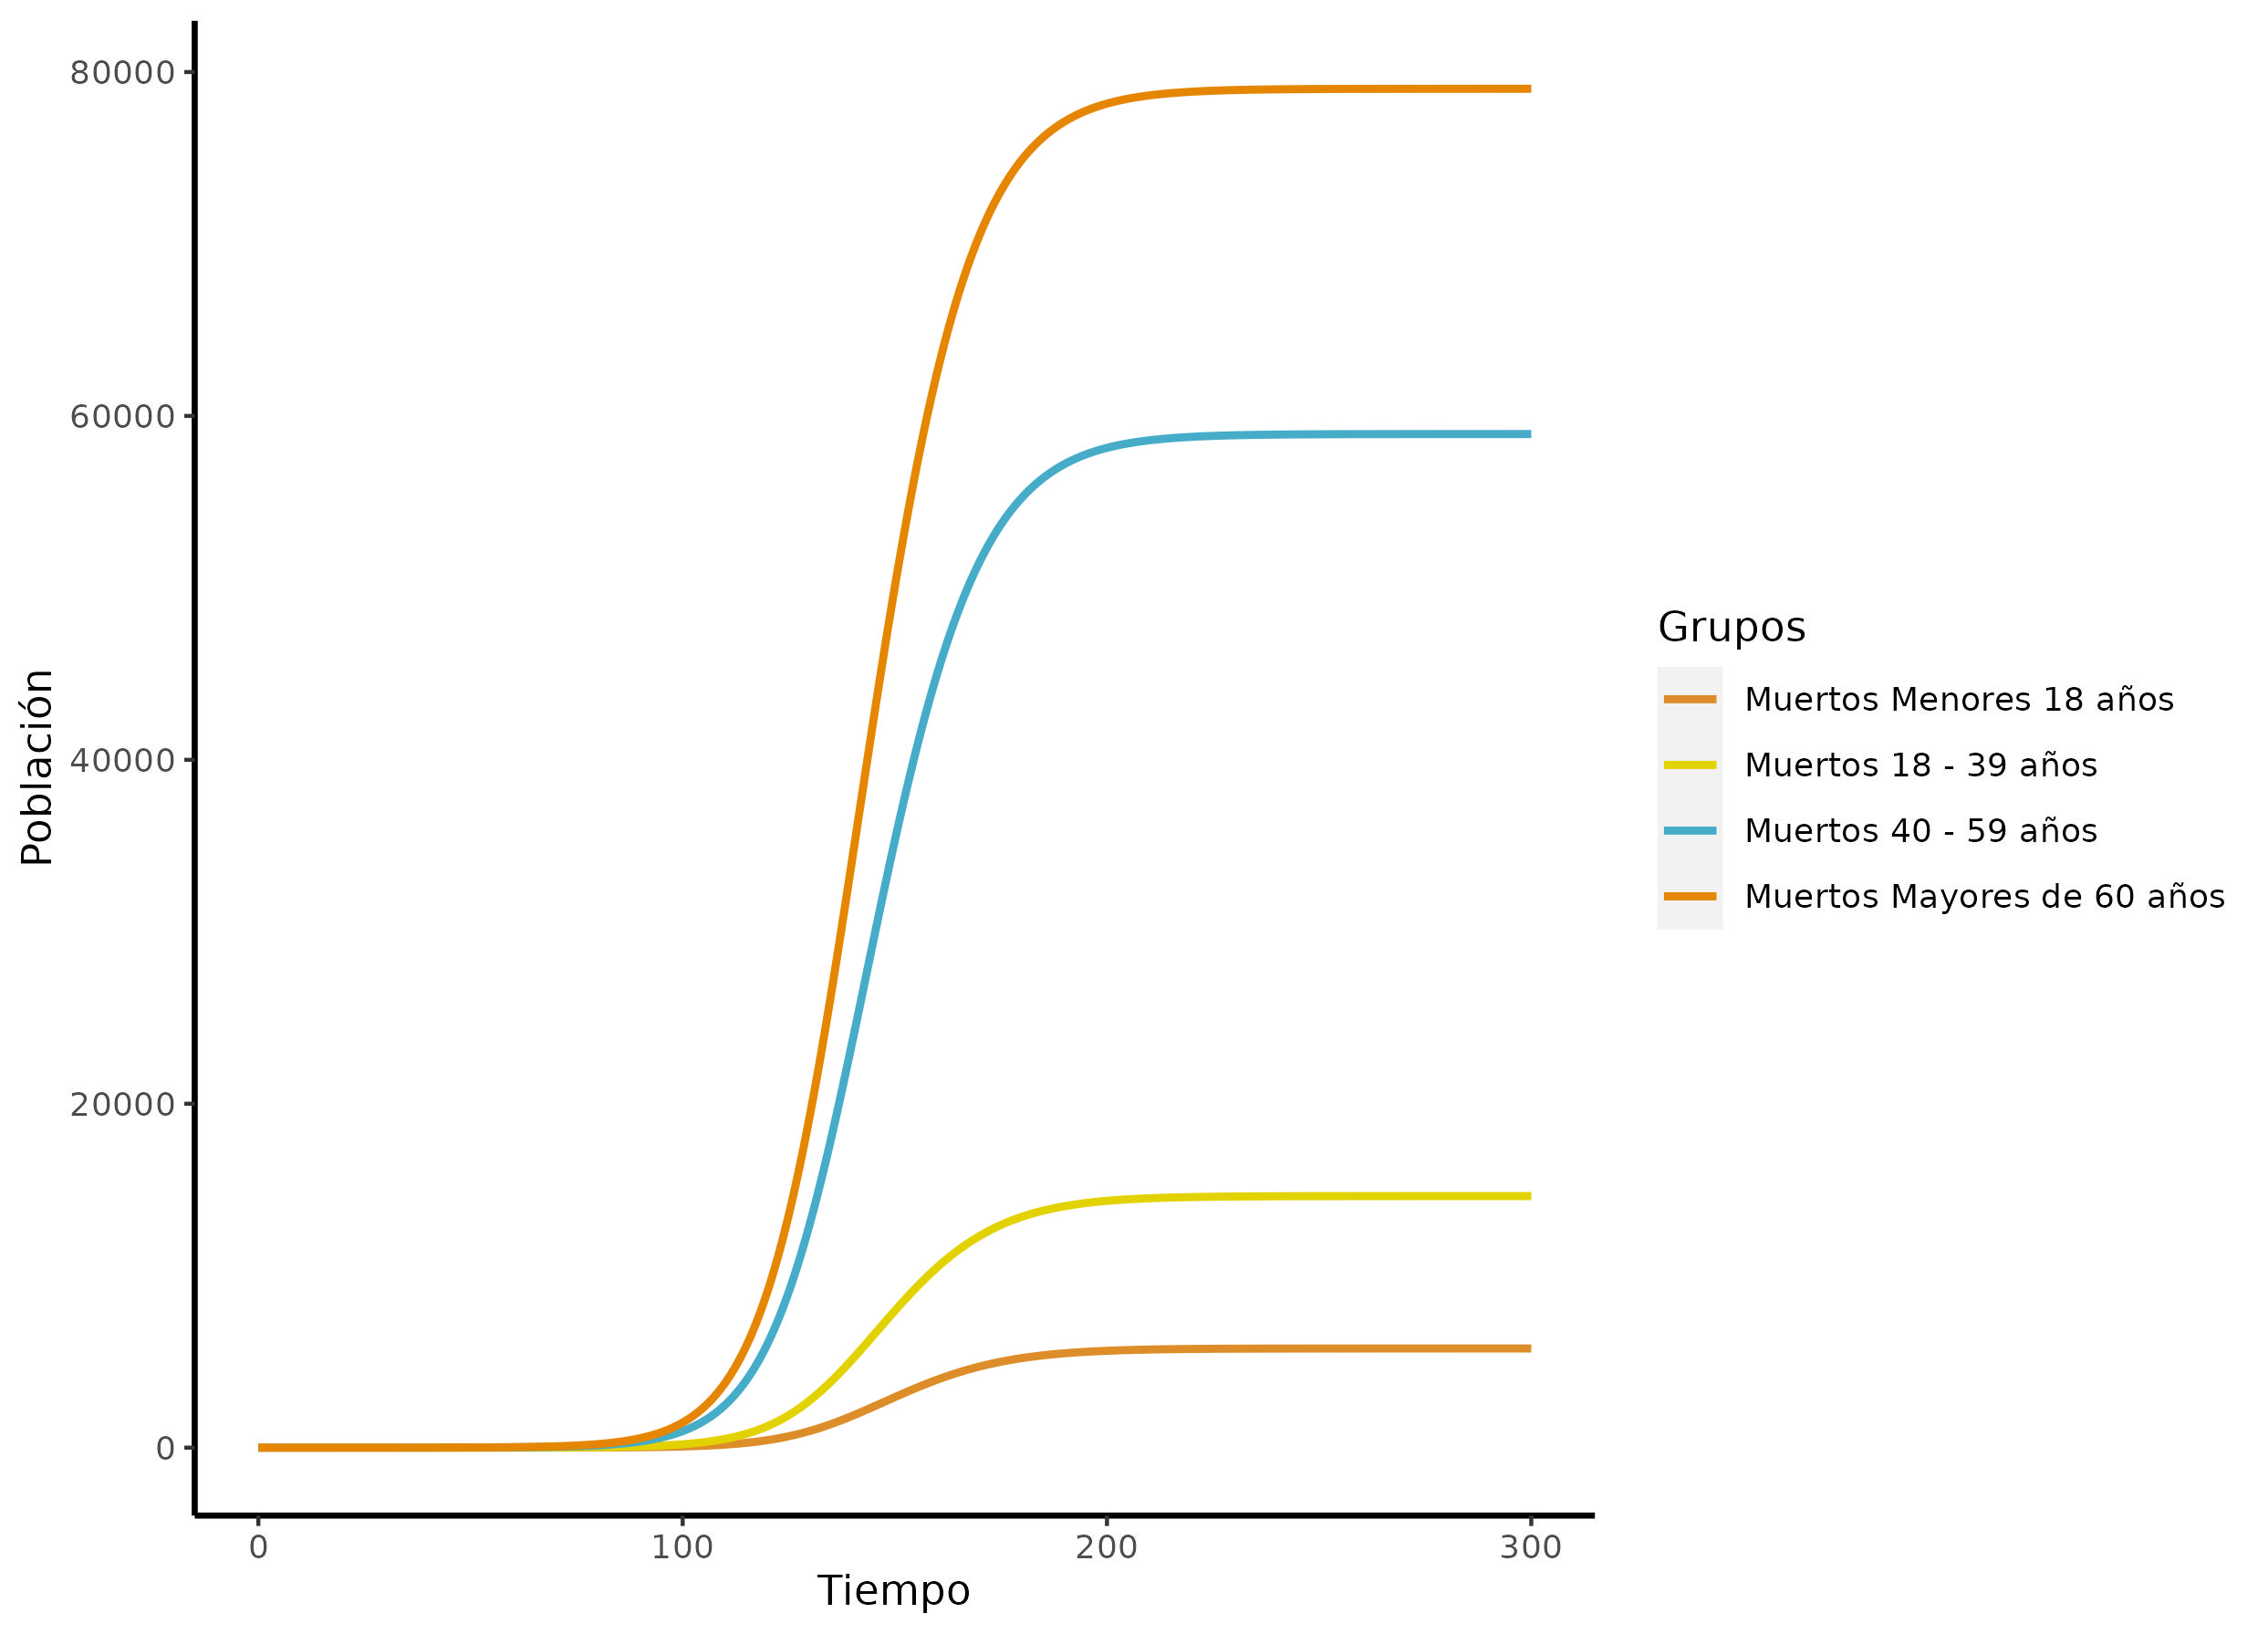 Población
80000
60000
40000
20000
0
0 100 200 300
Tiempo
Grupos
Muertos Menores 18 años
Muertos 18 - 39 años
Muertos 40 - 59 años
Muertos Mayores de 60 años